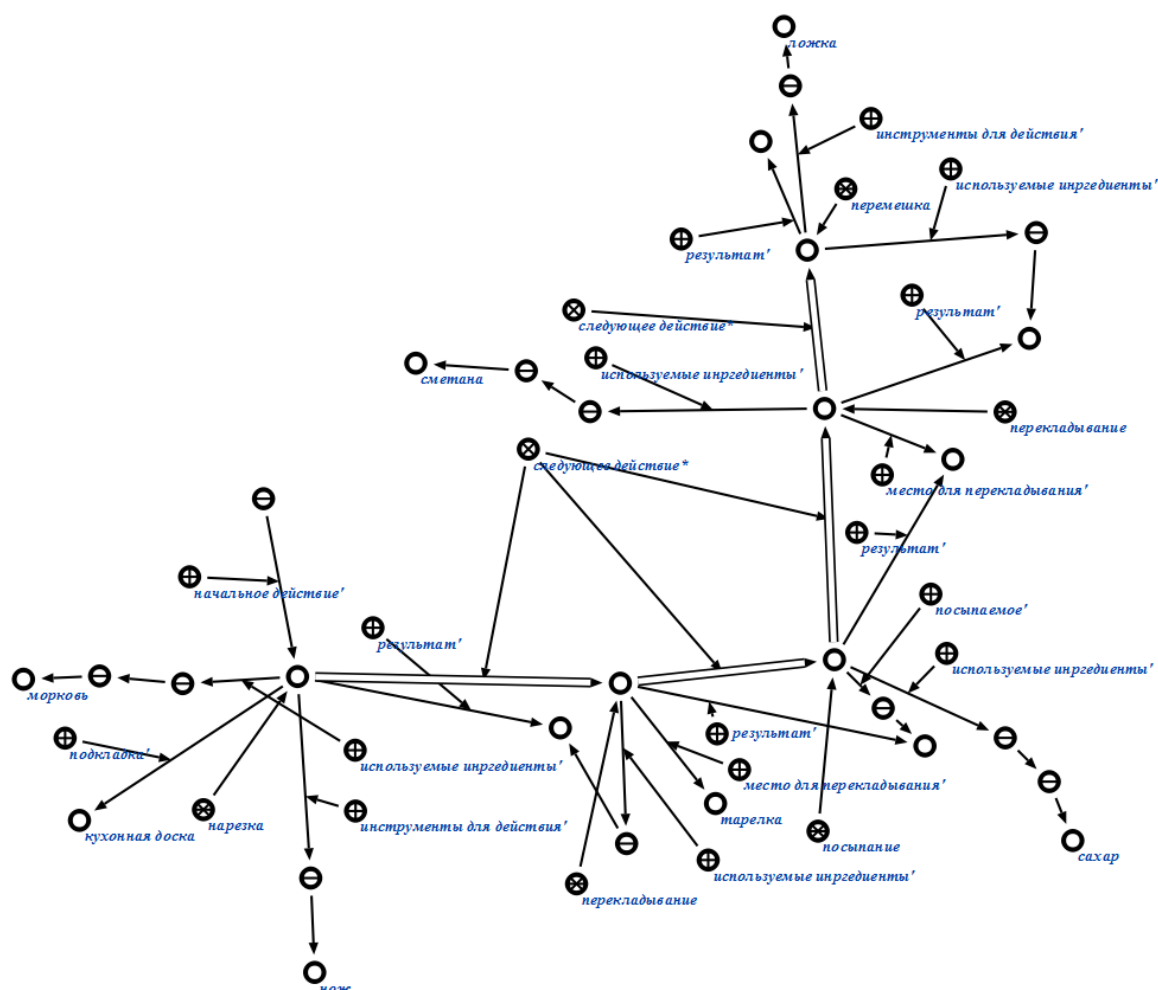 ложка
инструменты для действия'
используемые инргедиенты'
перемешка
результат'
результат'
следующее действие*
используемые инргедиенты'
сметана
перекладывание
следующее действие*
место для перекладывания'
результат'
начальное действие'
посыпаемое'
результат'
используемые инргедиенты'
морковь
результат'
подкладка'
используемые инргедиенты'
место для перекладывания'
инструменты для действия'
тарелка
кухонная доска
нарезка
посыпание
сахар
используемые инргедиенты'
перекладывание
нож